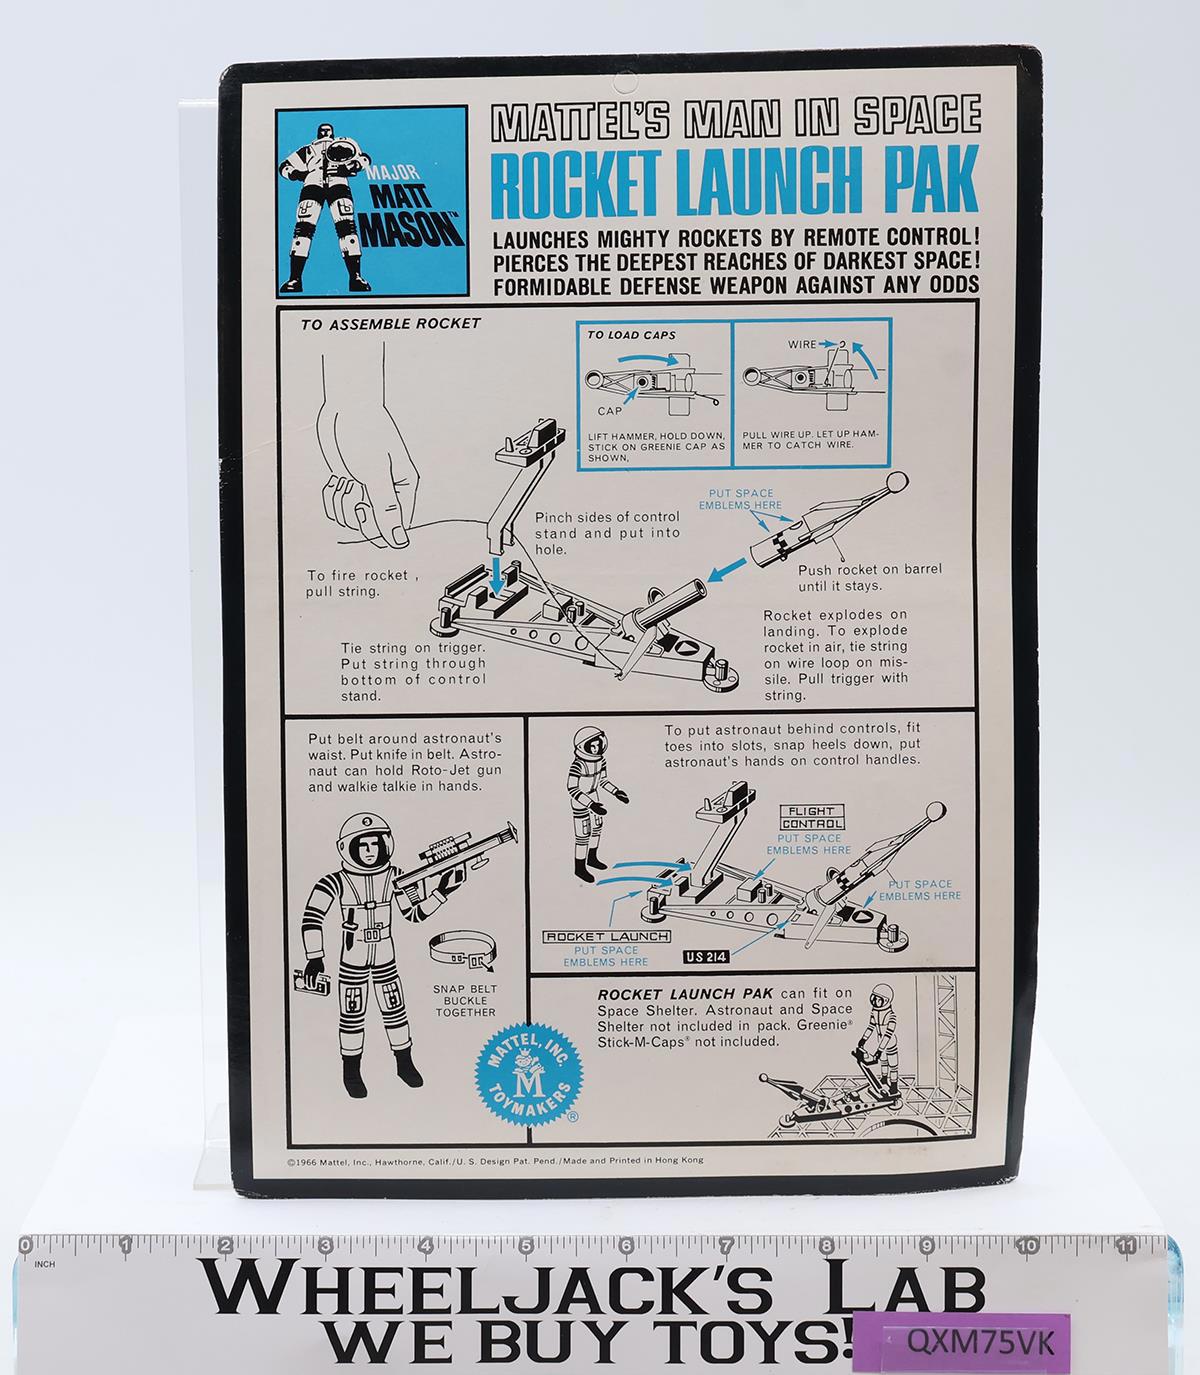 MATTEL'S MAN IN SPACE
ROCKET LAUNCH PAK
MAJOR
MATT
MASON™
LAUNCHES MIGHTY ROCKETS BY REMOTE CONTROL!
PIERCES THE DEEPEST REACHES OF DARKEST SPACE!
FORMIDABLE DEFENSE WEAPON AGAINST ANY ODDS
TO ASSEMBLE ROCKET
TO LOAD CAPS
CAP
LIFT HAMMER, HOLD DOWN,
STICK ON GREENIE CAP AS
SHOWN,
WIRE
PULL WIRE UP. LET UP HAM-
MER TO CATCH WIRE.
PUT SPACE
EMBLEMS HERE
Pinch sides of control
stand and put into
hole.
To fire rocket ,
pull string.
Push rocket on barrel
until it stays.
Tie string on trigger.
Put string through
bottom of control
stand.
Rocket explodes on
landing. To explode
rocket in air, tie string
on wire loop on mis-
sile. Pull trigger with
string.
Put belt around astronaut's
waist. Put knife in belt. Astro-
naut can hold Roto-Jet gun
and walkie talkie in hands.
3
SNAP BELT
BUCKLE
TOGETHER
To put astronaut behind controls, fit
toes into slots, snap heels down, put
astronaut's hands on control handles.
FLIGHT
CONTROL
PUT SPACE
EMBLEMS HERE
PUT SPACE
EMBLEMS HERE
ROCKET LAUNCH
PUT SPACE
EMBLEMS HERE
US 214
ROCKET LAUNCH PAK can fit on
Space Shelter. Astronaut and Space
Shelter not included in pack. Greenie®
Stick-M-Caps® not included.
MATTEL, INC.
M
TOYMAKERS
®
©1966 Mattel, Inc., Hawthorne, Calif./U. S. Design Pat. Pend./Made and Printed in Hong Kong
0 1 2 3 4 5 6 7 8 9 10 11
INCH
WHEELJACK'S LAB
WE BUY TOYS!
QXM75VK